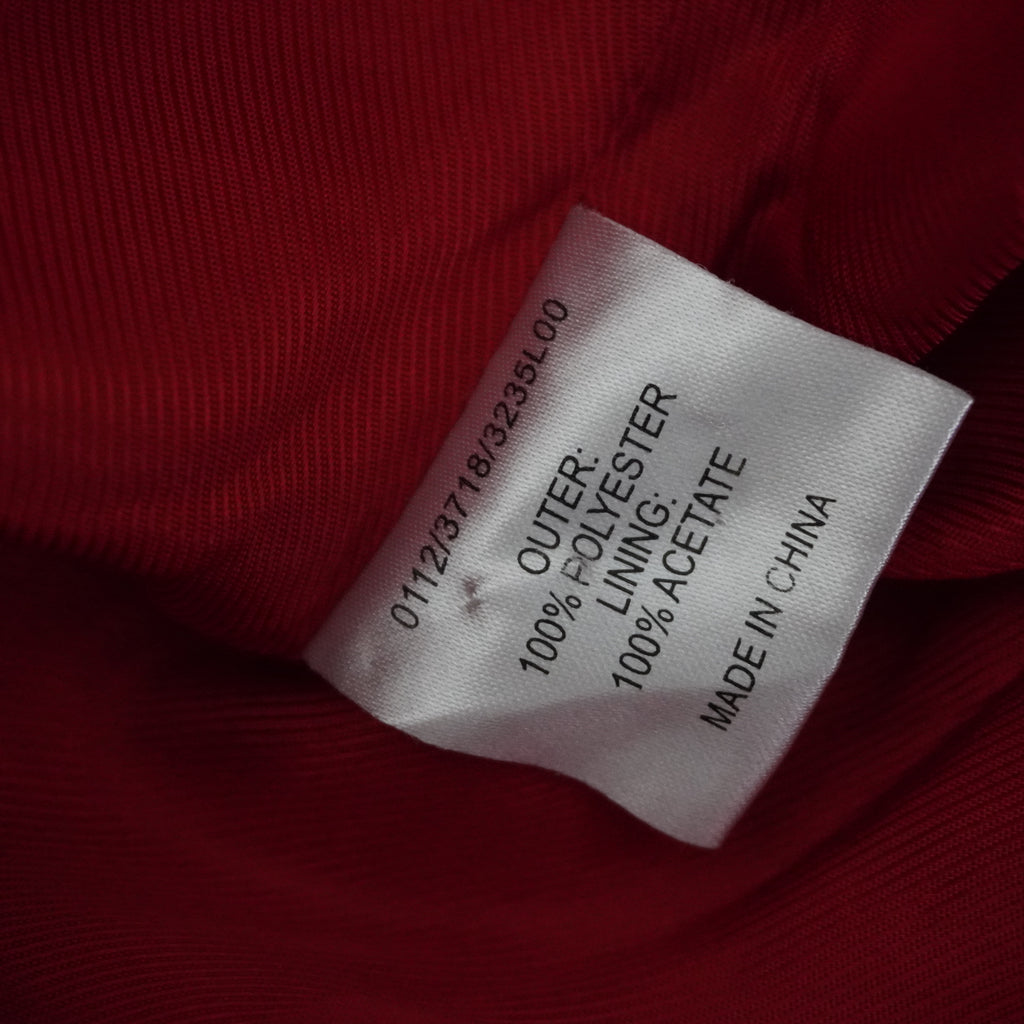 0112/3718/3235L00
OUTER:
100% POLYESTER
LINING:
100% ACETATE
MADE IN CHINA